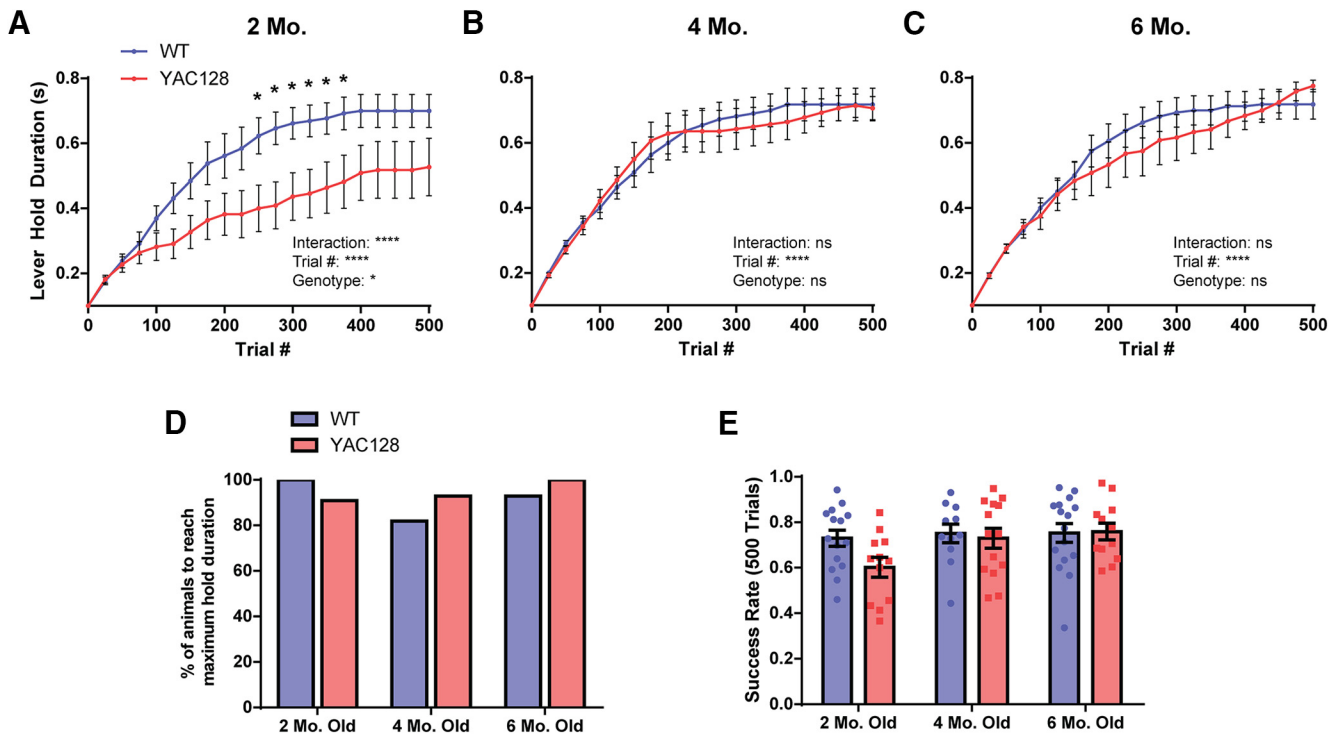 A
2 Mo.
WT
YAC128
Lever Hold Duration (s)
0.8
0.6
0.4
0.2
* * * * * *
Interaction: ****
Trial #: ****
Genotype: *
0 100 200 300 400 500
Trial #
B
4 Mo.
0.8
0.6
0.4
0.2
Interaction: ns
Trial #: ****
Genotype: ns
0 100 200 300 400 500
Trial #
C
6 Mo.
0.8
0.6
0.4
0.2
Interaction: ns
Trial #: ****
Genotype: ns
0 100 200 300 400 500
Trial #
D
WT
YAC128
% of animals to reach
maximum hold duration
100
80
60
40
20
0
2 Mo. Old 4 Mo. Old 6 Mo. Old
E
Success Rate (500 Trials)
1.0
0.8
0.6
0.4
0.2
0.0
2 Mo. Old 4 Mo. Old 6 Mo. Old